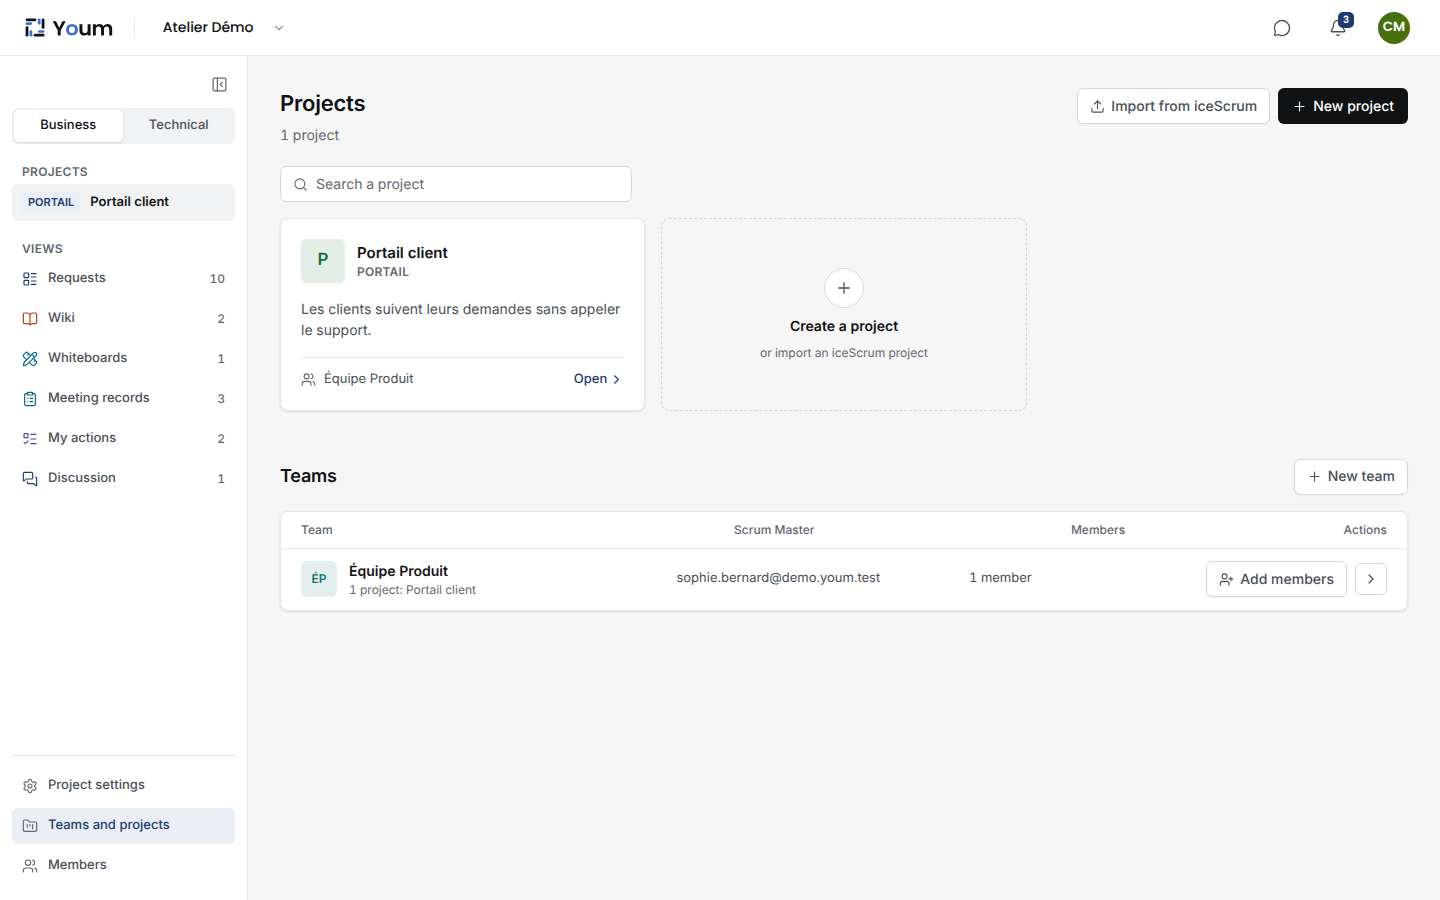 Youm
Atelier Démo
3
CM
Business
Technical
PROJECTS
PORTAIL
Portail client
VIEWS
Requests
10
Wiki
2
Whiteboards
1
Meeting records
3
My actions
2
Discussion
1
Project settings
Teams and projects
Members
Projects
1 project
Import from iceScrum
New project
Search a project
P
Portail client
PORTAIL
Les clients suivent leurs demandes sans appeler
le support.
Équipe Produit
Open
Create a project
or import an iceScrum project
Teams
New team
Team
Scrum Master
Members
Actions
ÉP
Équipe Produit
1 project: Portail client
sophie.bernard@demo.youm.test
1 member
Add members